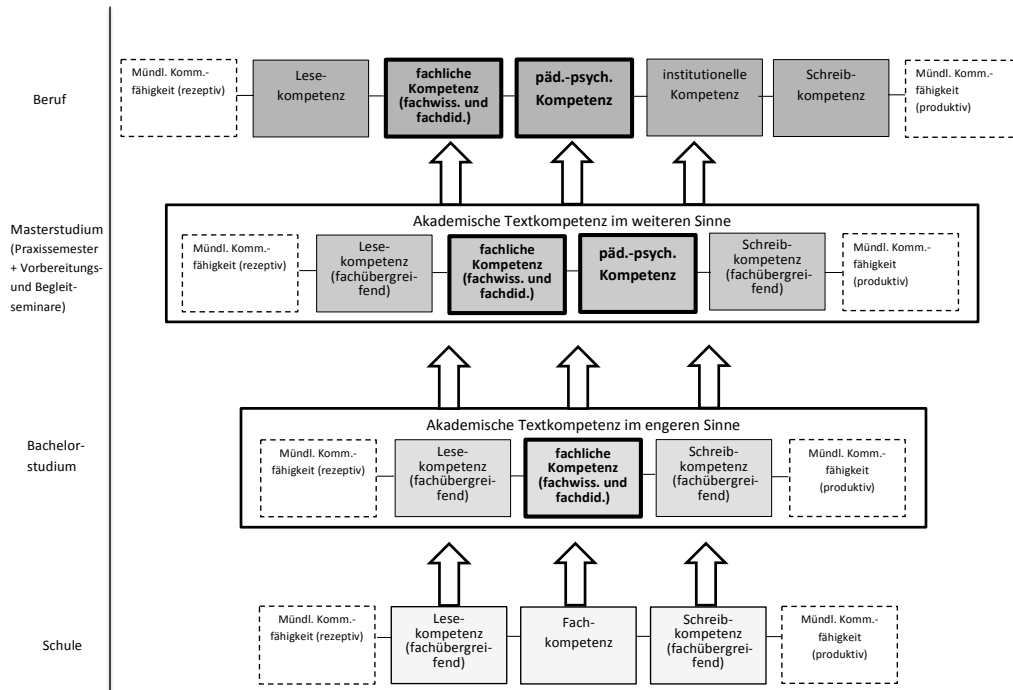 Beruf
Mündl. Komm.-
fähigkeit (rezeptiv)
Lese-
kompetenz
fachliche
Kompetenz
(fachwiss. und
fachdid.)
päd.-psych.
Kompetenz
institutionelle
Kompetenz
Schreib-
kompetenz
Mündl. Komm.-
fähigkeit
(produktiv)
Masterstudium
(Praxissemester
+ Vorbereitungs-
und Begleit-
seminare)
Akademische Textkompetenz im weiteren Sinne
Mündl. Komm.-
fähigkeit (rezeptiv)
Lese-
kompetenz
(fachübergrei-
fend)
fachliche
Kompetenz
(fachwiss. und
fachdid.)
päd.-psych.
Kompetenz
Schreib-
kompetenz
(fachübergrei-
fend)
Mündl. Komm.-
fähigkeit
(produktiv)
Bachelor-
studium
Akademische Textkompetenz im engeren Sinne
Mündl. Komm.-
fähigkeit (rezeptiv)
Lese-
kompetenz
(fachübergrei-
fend)
fachliche
Kompetenz
(fachwiss. und
fachdid.)
Schreib-
kompetenz
(fachübergrei-
fend)
Mündl. Komm.-
fähigkeit
(produktiv)
Schule
Mündl. Komm.-
fähigkeit (rezeptiv)
Lese-
kompetenz
(fachübergrei-
fend)
Fach-
kompetenz
Schreib-
kompetenz
(fachübergrei-
fend)
Mündl. Komm.-
fähigkeit
(produktiv)